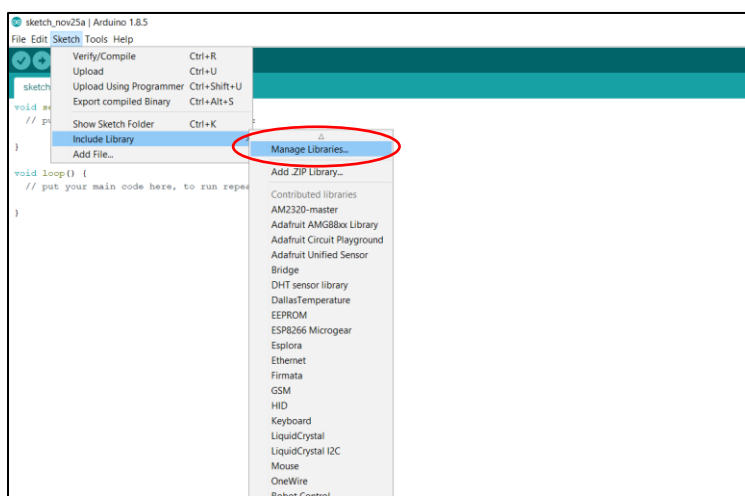 sketch_nov25a | Arduino 1.8.5
File Edit Sketch Tools Help
Verify/Compile Ctrl+R
Upload Ctrl+U
Upload Using Programmer Ctrl+Shift+U
Export compiled Binary Ctrl+Alt+S
Show Sketch Folder Ctrl+K
Include Library
Add File...
sketch
void se
// pu
}
void loop() {
// put your main code here, to run repea
}
Manage Libraries...
Add .ZIP Library...
Contributed libraries
AM2320-master
Adafruit AMG88xx Library
Adafruit Circuit Playground
Adafruit Unified Sensor
Bridge
DHT sensor library
DallasTemperature
EEPROM
ESP8266 Microgear
Esplora
Ethernet
Firmata
GSM
HID
Keyboard
LiquidCrystal
LiquidCrystal I2C
Mouse
OneWire
Robot Control